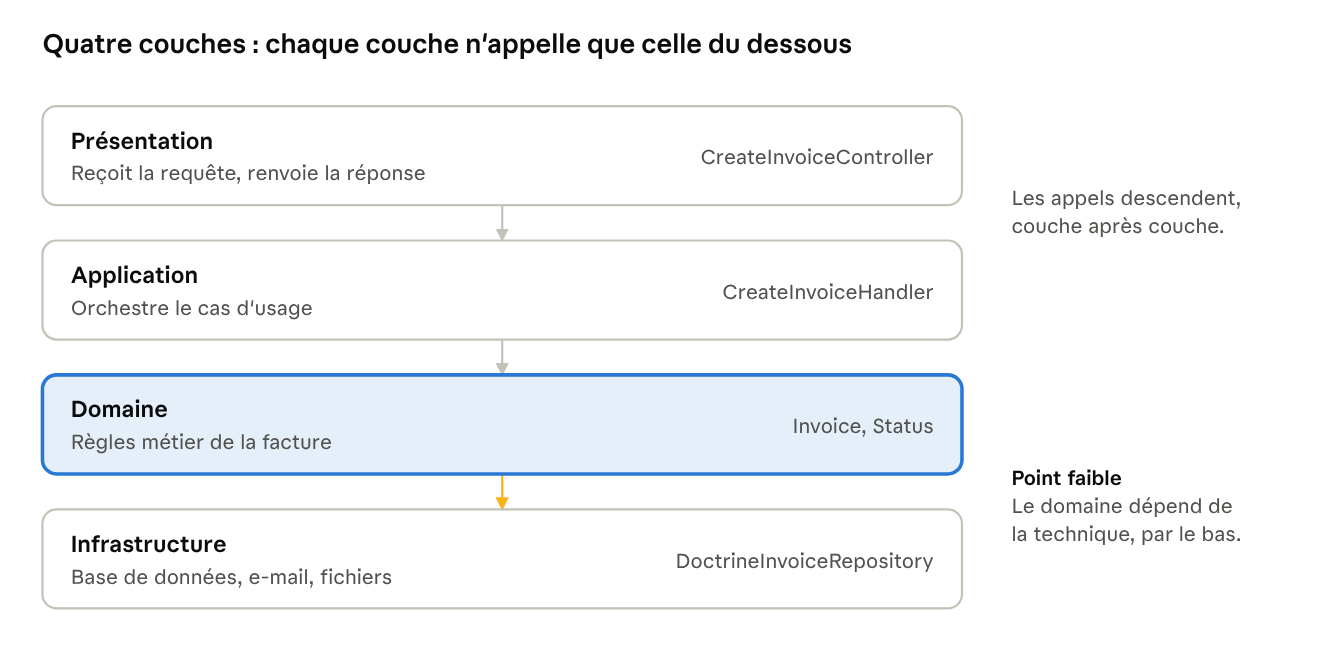 Quatre couches : chaque couche n'appelle que celle du dessous
Présentation
Reçoit la requête, renvoie la réponse
CreateInvoiceController
Les appels descendent,
couche après couche.
Application
Orchestre le cas d'usage
CreateInvoiceHandler
Domaine
Règles métier de la facture
Invoice, Status
Point faible
Le domaine dépend de
la technique, par le bas.
Infrastructure
Base de données, e-mail, fichiers
DoctrineInvoiceRepository